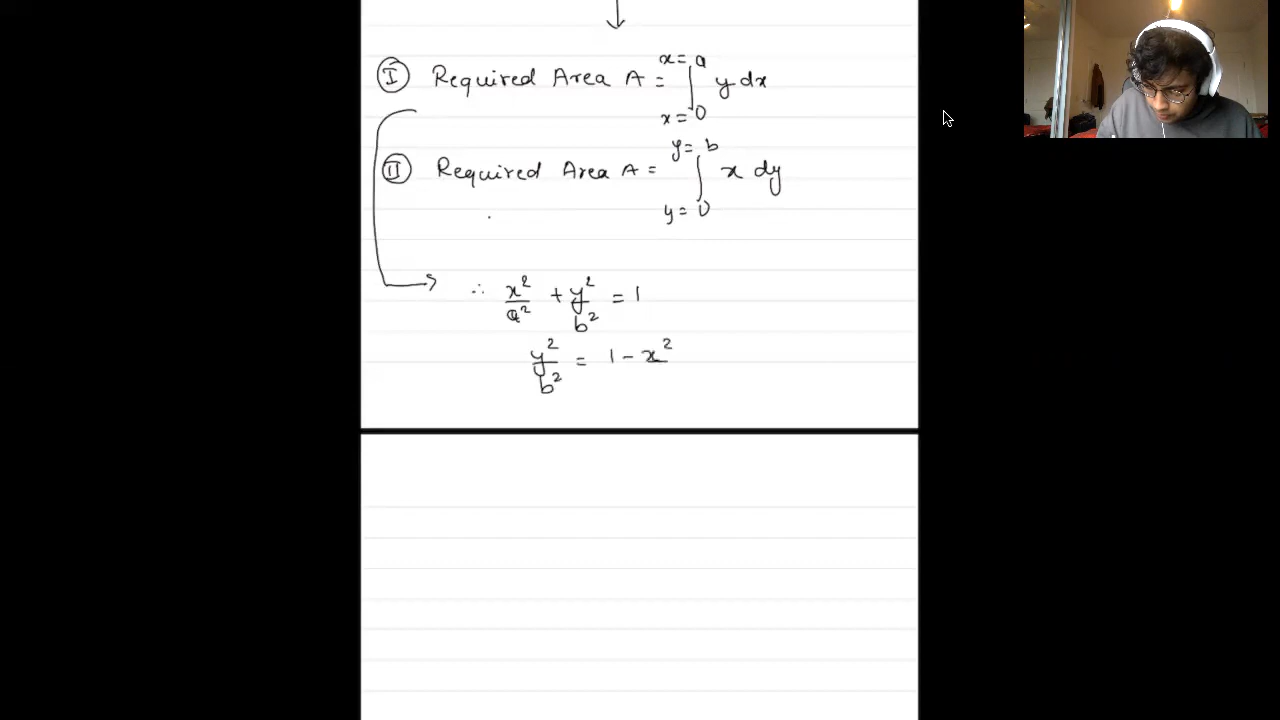 Ⓘ Required Area A = ∫_{x=0}^{x=a} y dx
Ⓘⓘ Required Area A = ∫_{y=0}^{y=b} x dy
∴ x²/a² + y²/b² = 1
y²/b² = 1 - x²